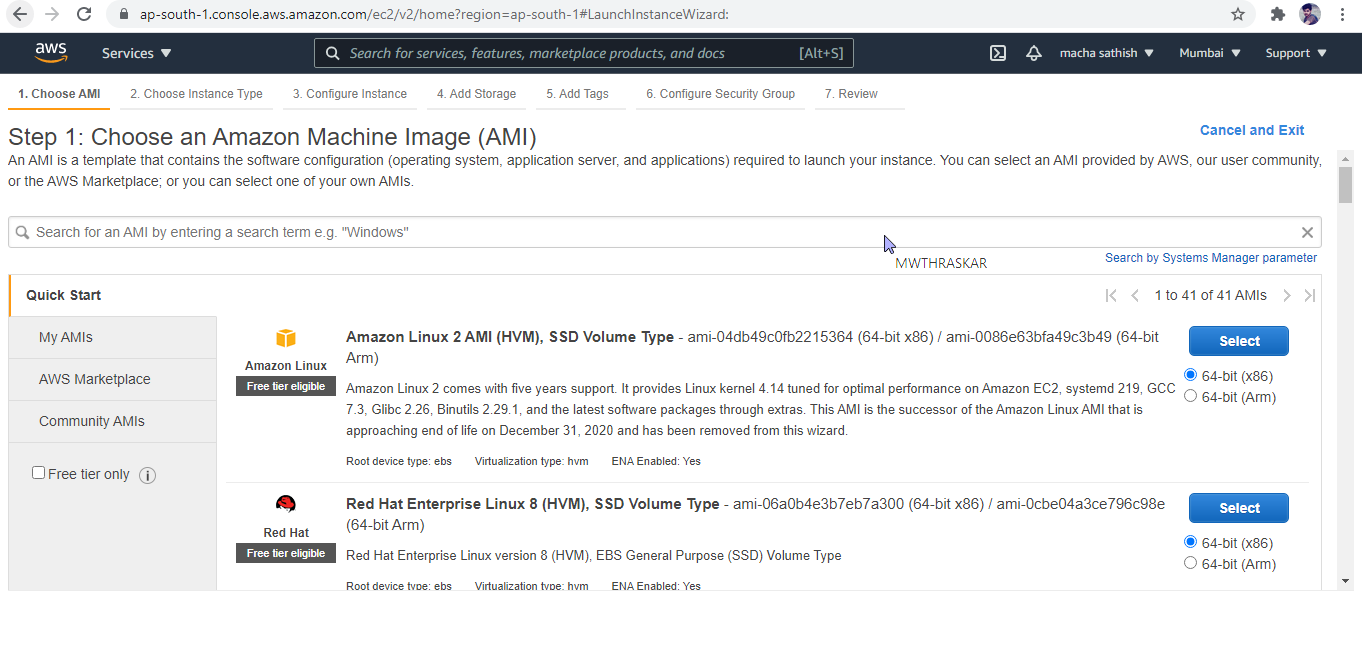 ap-south-1.console.aws.amazon.com/ec2/v2/home?region=ap-south-1#LaunchInstanceWizard:
aws Services Search for services, features, marketplace products, and docs [Alt+S] macha sathish Mumbai Support
1. Choose AMI 2. Choose Instance Type 3. Configure Instance 4. Add Storage 5. Add Tags 6. Configure Security Group 7. Review
Step 1: Choose an Amazon Machine Image (AMI)
Cancel and Exit
An AMI is a template that contains the software configuration (operating system, application server, and applications) required to launch your instance. You can select an AMI provided by AWS, our user community,
or the AWS Marketplace; or you can select one of your own AMIs.
Search for an AMI by entering a search term e.g. "Windows"
MWTHRASKAR
Search by Systems Manager parameter
Quick Start
1 to 41 of 41 AMIs
My AMIs
AWS Marketplace
Community AMIs
Free tier only
Amazon Linux
Free tier eligible
Amazon Linux 2 AMI (HVM), SSD Volume Type - ami-04db49c0fb2215364 (64-bit x86) / ami-0086e63bfa49c3b49 (64-bit
Arm)
Amazon Linux 2 comes with five years support. It provides Linux kernel 4.14 tuned for optimal performance on Amazon EC2, systemd 219, GCC
7.3, Glibc 2.26, Binutils 2.29.1, and the latest software packages through extras. This AMI is the successor of the Amazon Linux AMI that is
approaching end of life on December 31, 2020 and has been removed from this wizard.
Root device type: ebs Virtualization type: hvm ENA Enabled: Yes
Select
64-bit (x86)
64-bit (Arm)
Red Hat
Free tier eligible
Red Hat Enterprise Linux 8 (HVM), SSD Volume Type - ami-06a0b4e3b7eb7a300 (64-bit x86) / ami-0cbe04a3ce796c98e
(64-bit Arm)
Red Hat Enterprise Linux version 8 (HVM), EBS General Purpose (SSD) Volume Type
Root device type: ebs Virtualization type: hvm ENA Enabled: Yes
Select
64-bit (x86)
64-bit (Arm)